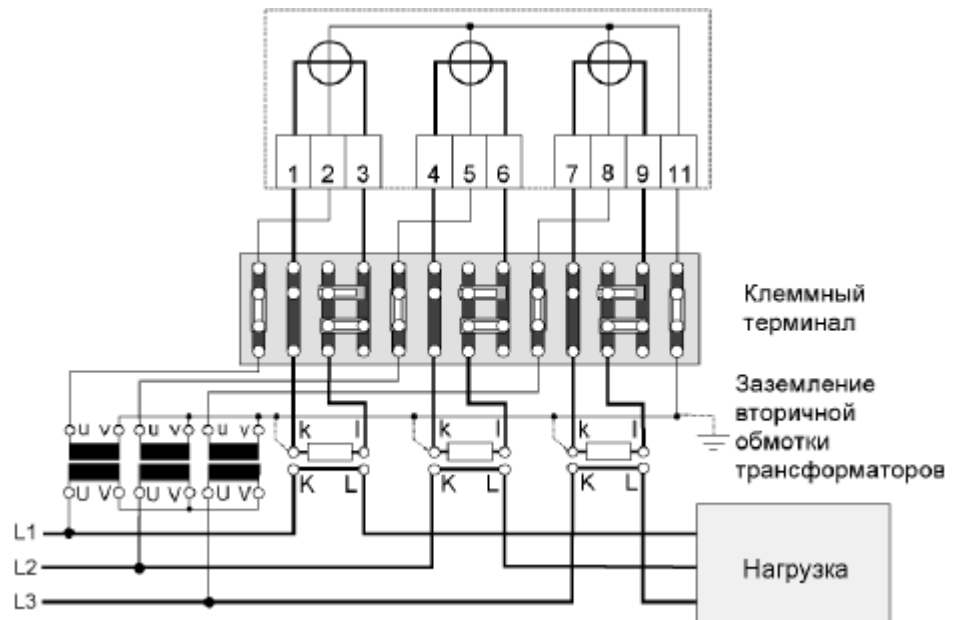 1 2 3 4 5 6 7 8 9 11
Клеммный
терминал
Заземление
вторичной
обмотки
трансформаторов
u v u v u v
k l k l k l
U V U V U V
K L K L K L
L1
L2
L3
Нагрузка